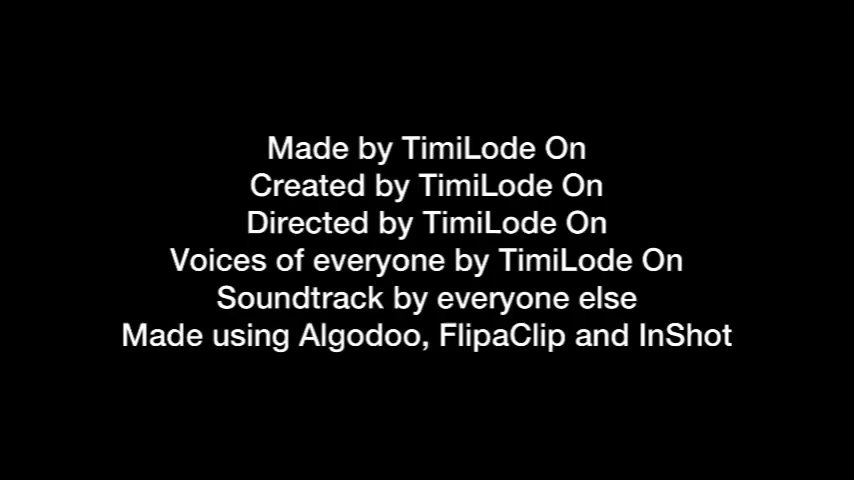 Made by TimiLode On
Created by TimiLode On
Directed by TimiLode On
Voices of everyone by TimiLode On
Soundtrack by everyone else
Made using Algodoo, FlipaClip and InShot